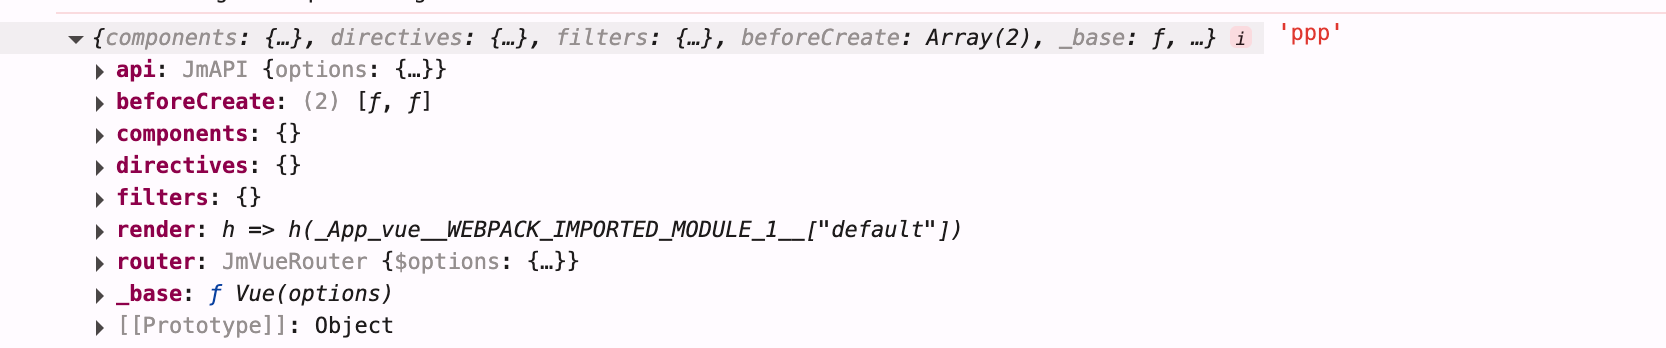 {components: {…}, directives: {…}, filters: {…}, beforeCreate: Array(2), _base: ƒ, …} i 'ppp'
api: JmAPI {options: {…}}
beforeCreate: (2) [ƒ, ƒ]
components: {}
directives: {}
filters: {}
render: h => h(_App_vue__WEBPACK_IMPORTED_MODULE_1__["default"])
router: JmVueRouter {$options: {…}}
_base: ƒ Vue(options)
[[Prototype]]: Object